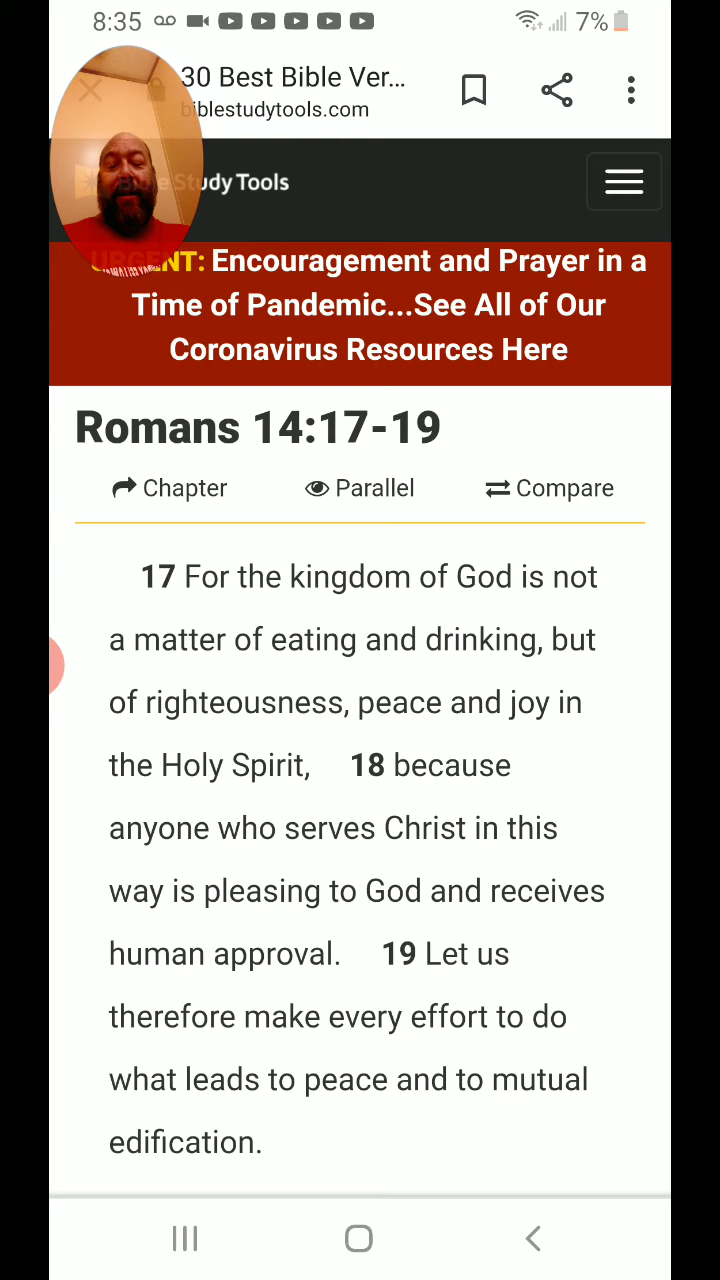 8:35 7%
30 Best Bible Ver...
biblestudytools.com
Study Tools
URGENT: Encouragement and Prayer in a
Time of Pandemic...See All of Our
Coronavirus Resources Here
Romans 14:17-19
Chapter Parallel Compare
17 For the kingdom of God is not
a matter of eating and drinking, but
of righteousness, peace and joy in
the Holy Spirit, 18 because
anyone who serves Christ in this
way is pleasing to God and receives
human approval. 19 Let us
therefore make every effort to do
what leads to peace and to mutual
edification.